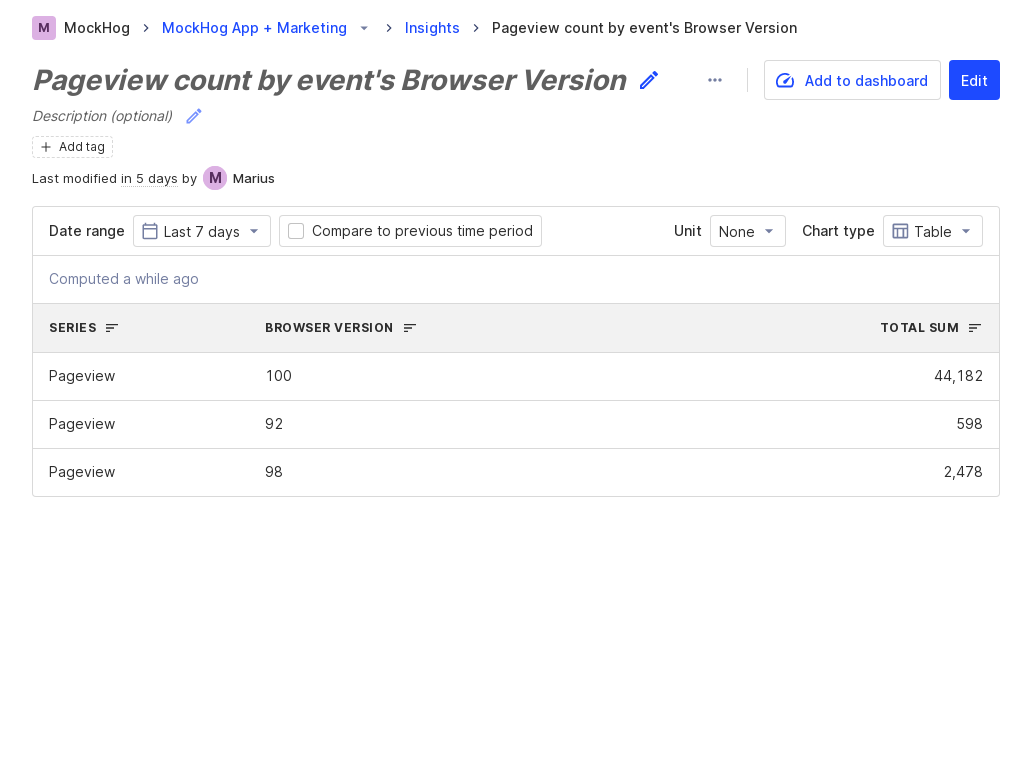 M MockHog MockHog App + Marketing Insights Pageview count by event's Browser Version
Pageview count by event's Browser Version
Add to dashboard
Edit
Description (optional)
Add tag
Last modified in 5 days by M Marius
Date range Last 7 days Compare to previous time period Unit None Chart type Table
Computed a while ago
SERIES BROWSER VERSION TOTAL SUM
Pageview 100 44,182
Pageview 92 598
Pageview 98 2,478